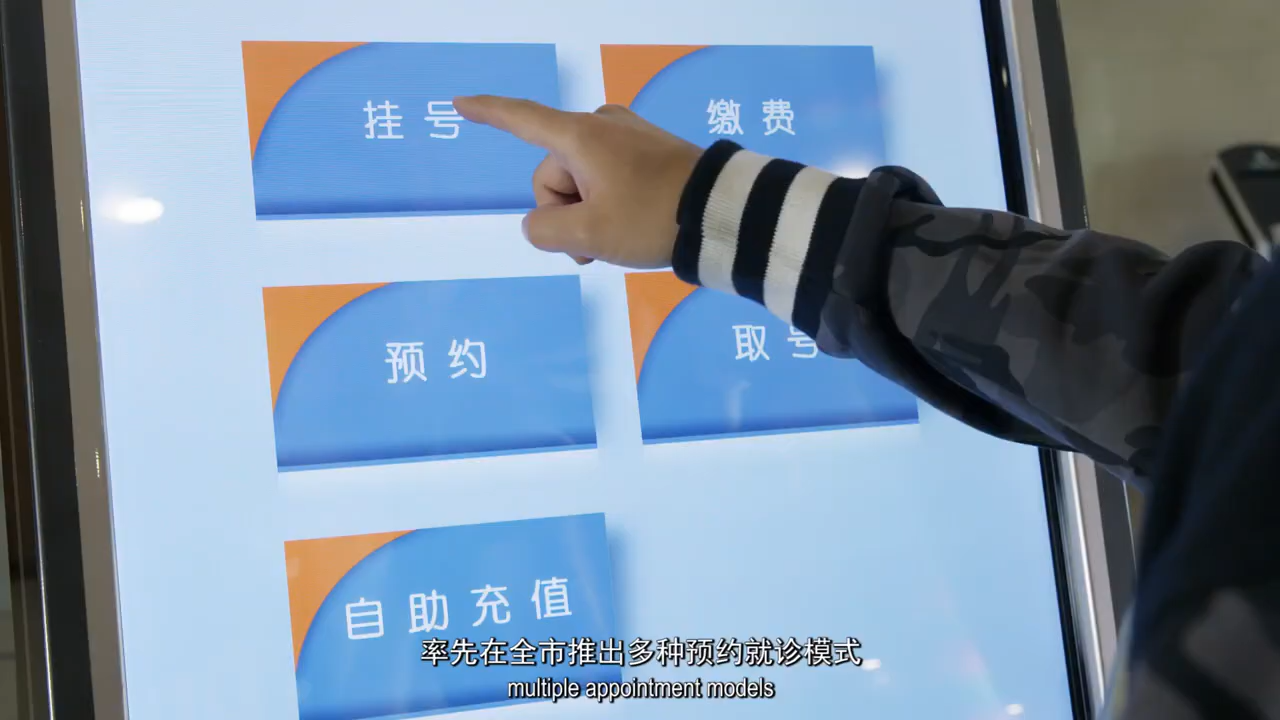 挂号
缴费
预约
取号
自助充值
率先在全市推出多种预约就诊模式
multiple appointment models